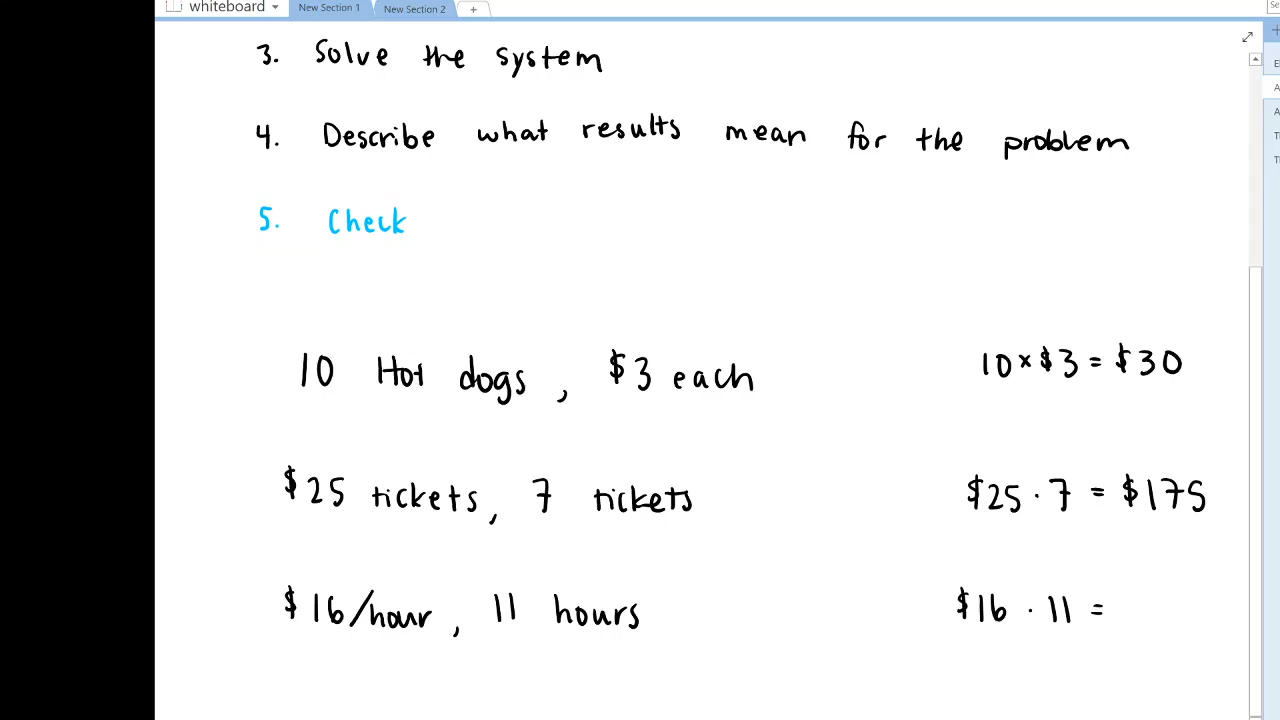 whiteboard New Section 1 New Section 2 +
3. Solve the system
4. Describe what results mean for the problem
5. Check
10 Hot dogs, $3 each 10 × $3 = $30
$25 tickets, 7 tickets $25 · 7 = $175
$16/hour, 11 hours $16 · 11 =